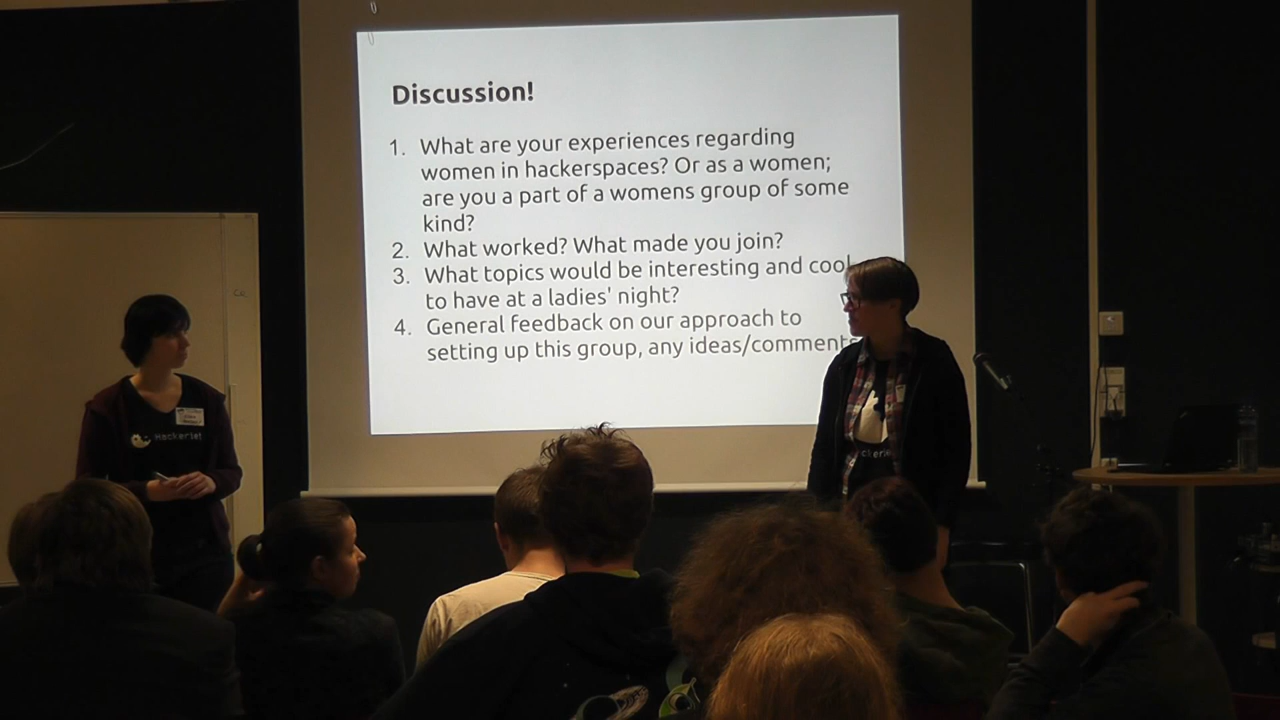 Discussion!
1. What are your experiences regarding
women in hackerspaces? Or as a women;
are you a part of a womens group of some
kind?
2. What worked? What made you join?
3. What topics would be interesting and cool
to have at a ladies' night?
4. General feedback on our approach to
setting up this group, any ideas/comments
Hackeriet
ckerie